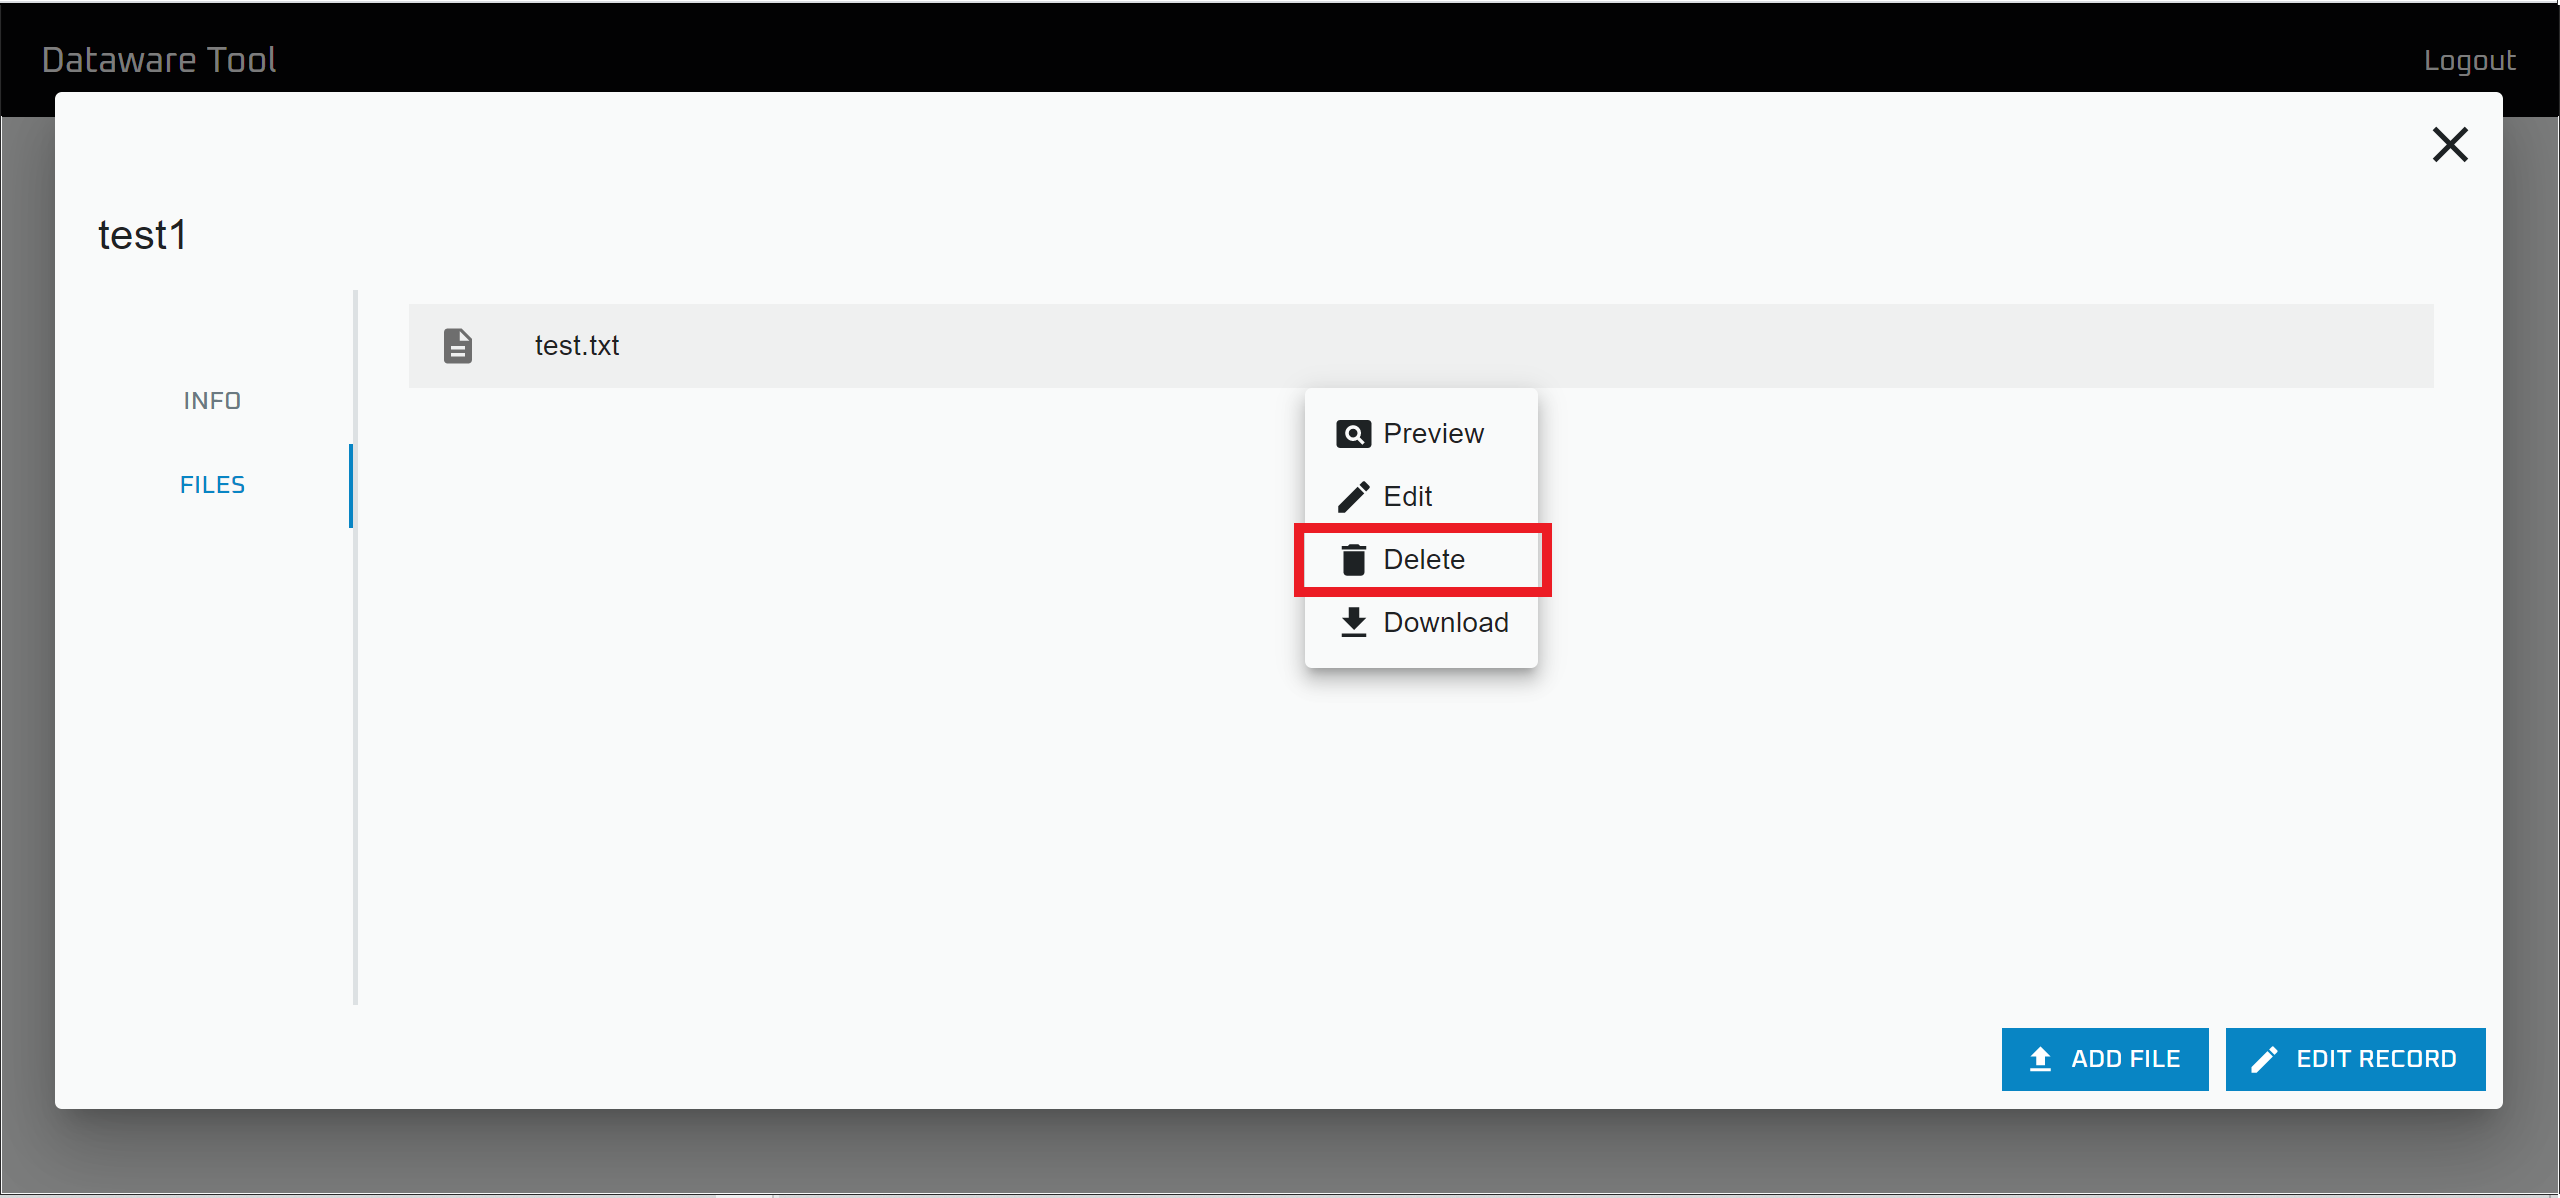 Dataware Tool
Logout
test1
INFO
FILES
test.txt
Preview
Edit
Delete
Download
ADD FILE
EDIT RECORD